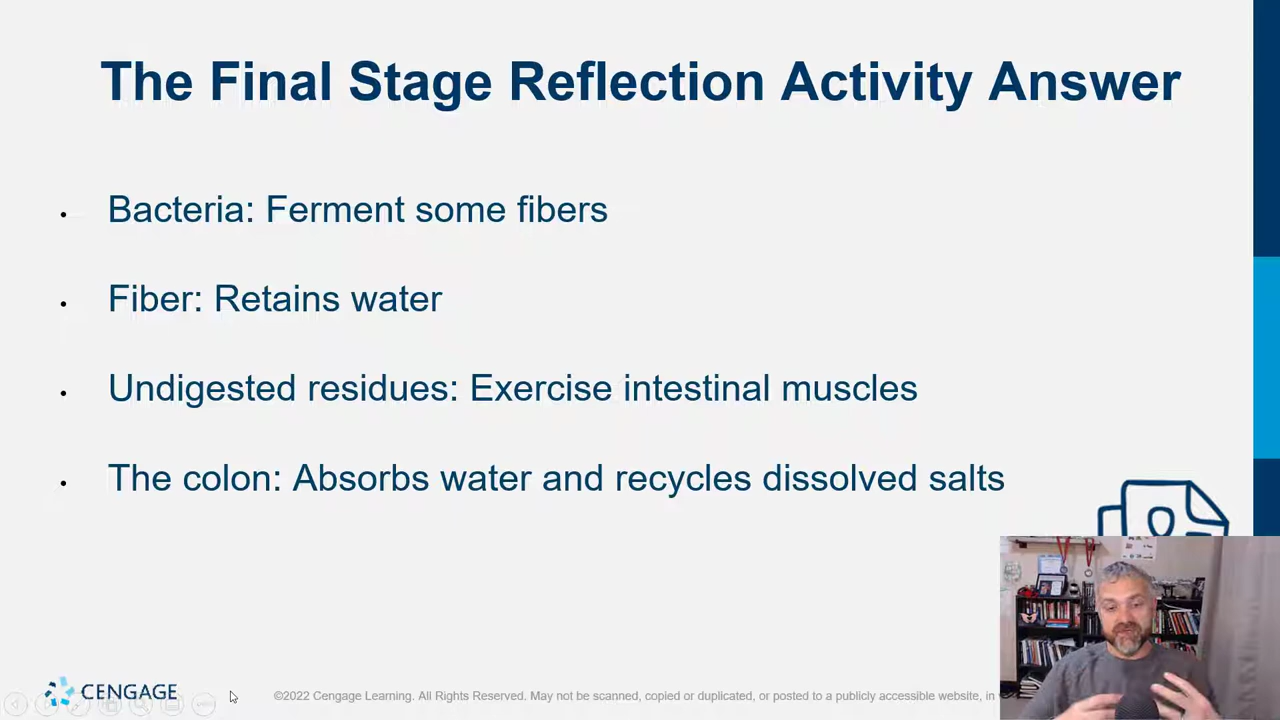 The Final Stage Reflection Activity Answer
• Bacteria: Ferment some fibers
• Fiber: Retains water
• Undigested residues: Exercise intestinal muscles
• The colon: Absorbs water and recycles dissolved salts
CENGAGE
©2022 Cengage Learning. All Rights Reserved. May not be scanned, copied or duplicated, or posted to a publicly accessible website, in